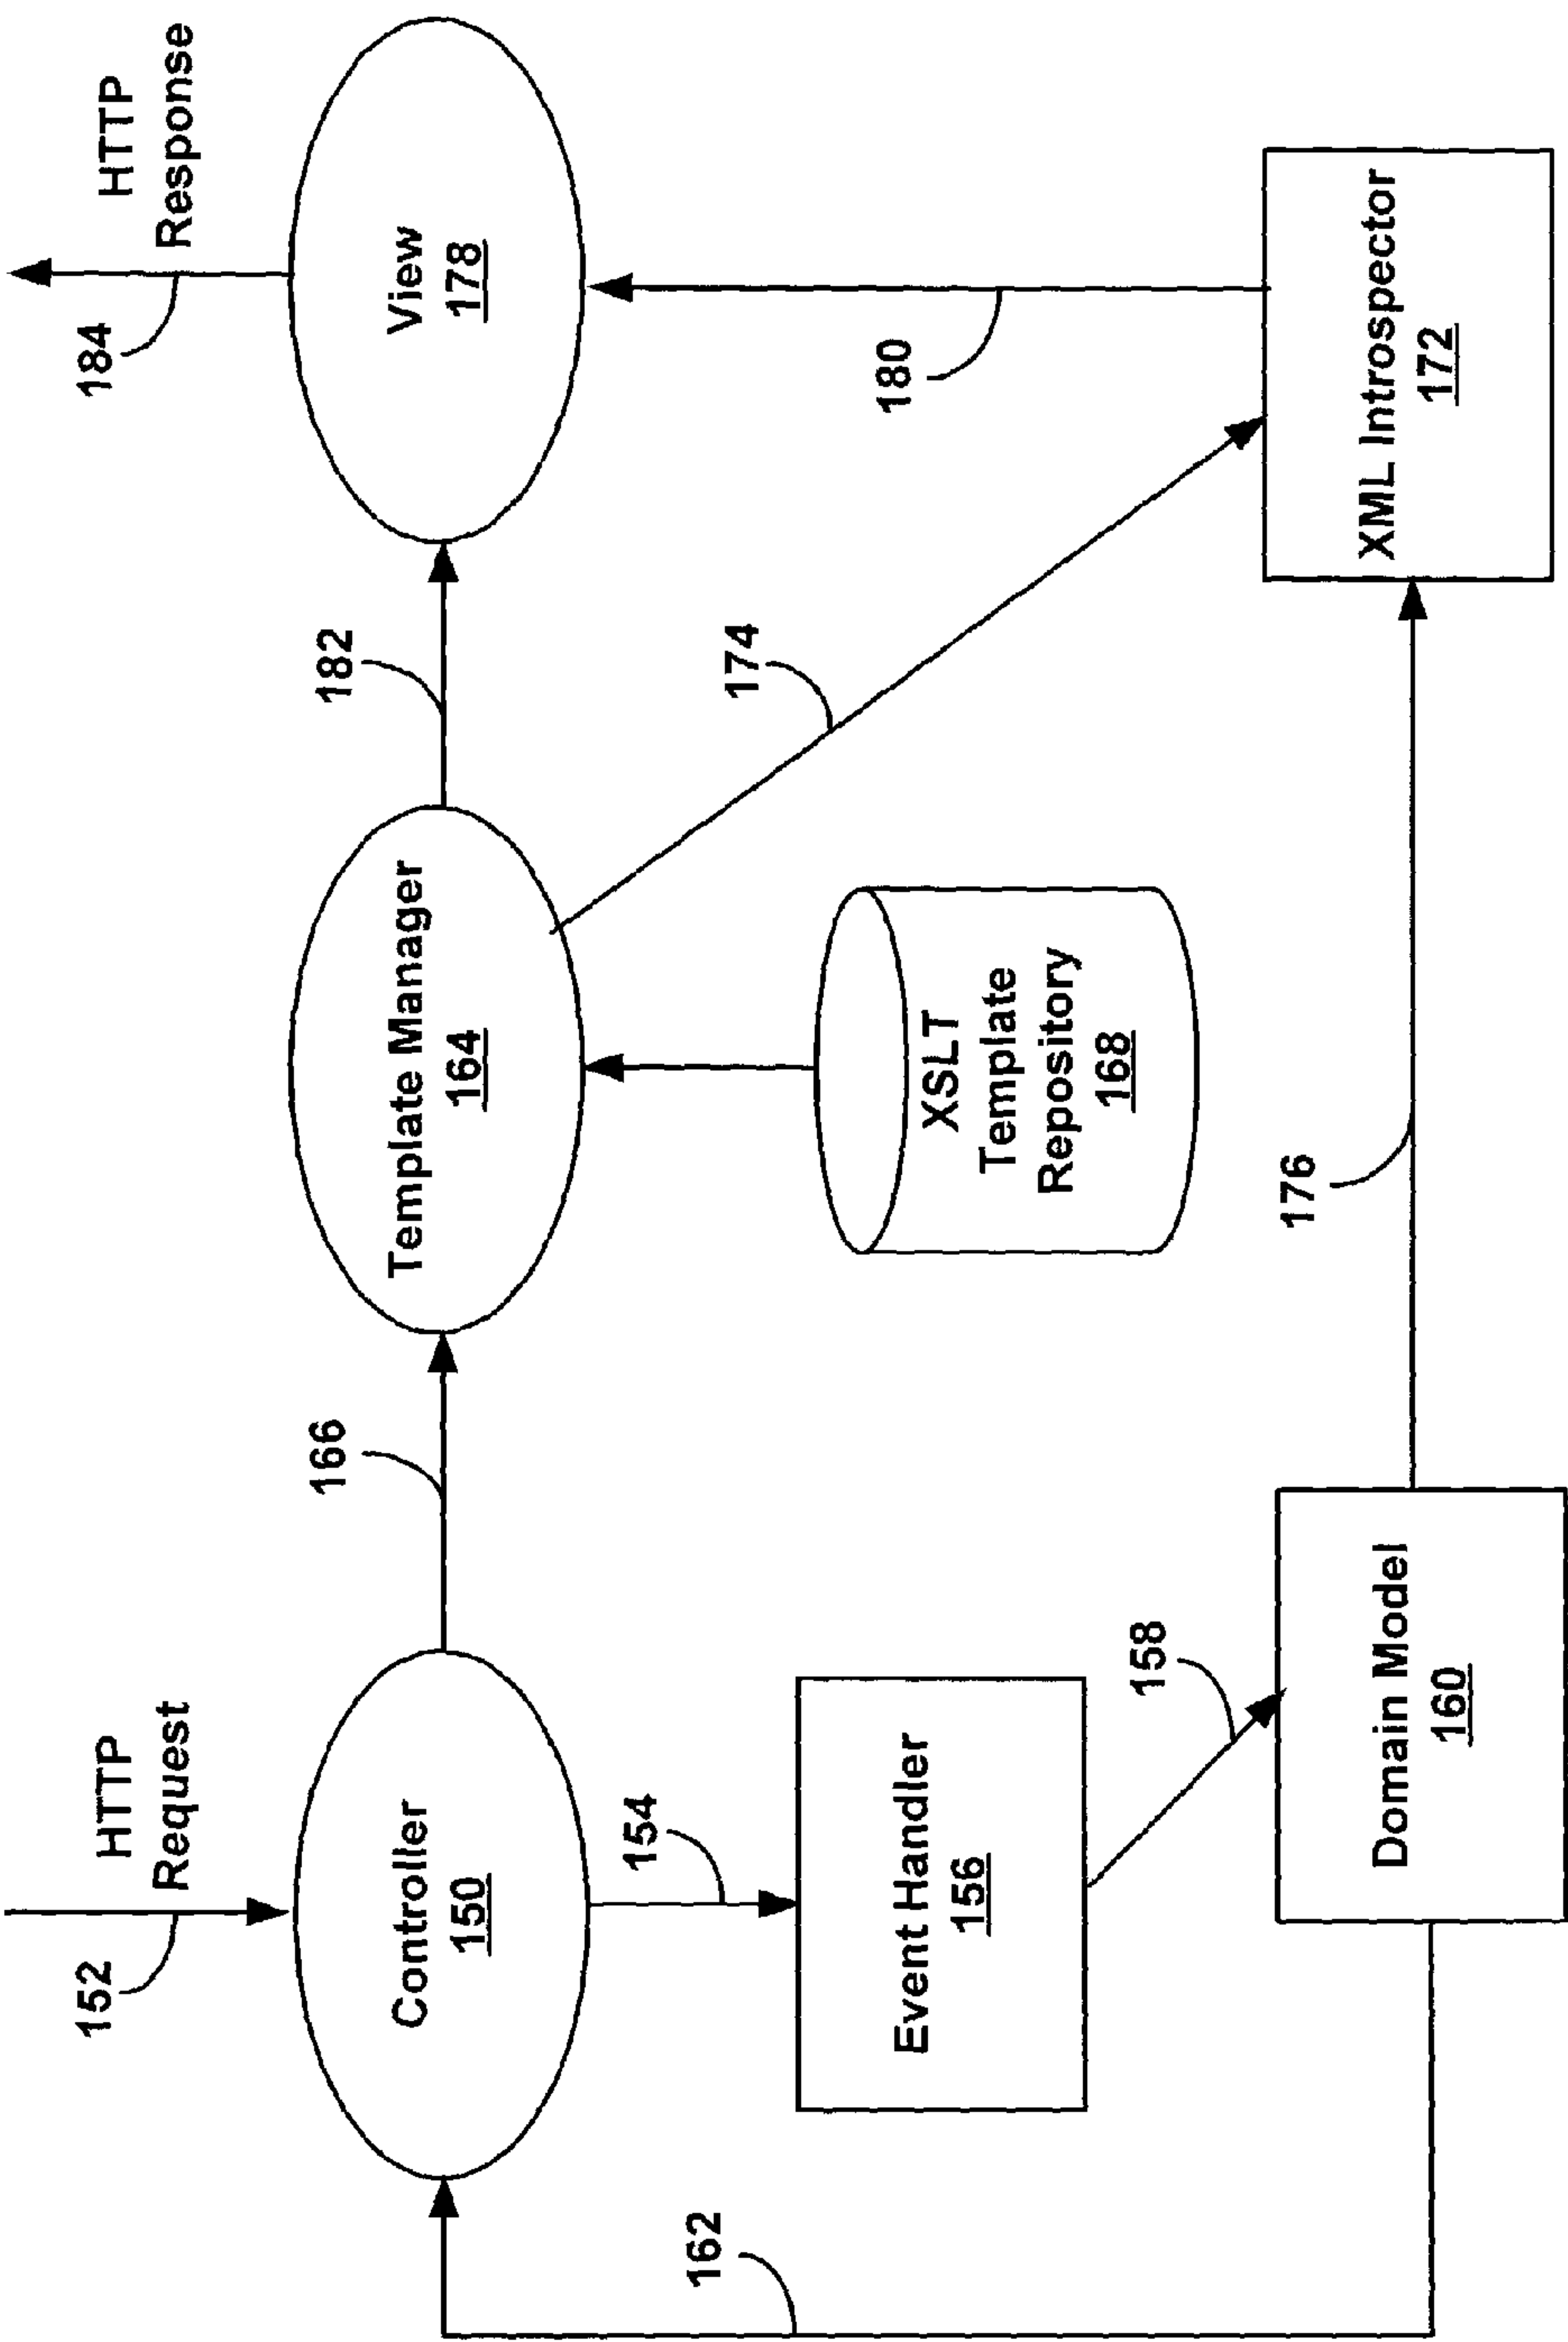 152
HTTP
Request
Controller
150
154
Event Handler
156
158
Domain Model
160
162
166
Template Manager
164
XSLT
Template
Repository
168
174
176
182
View
178
180
XML Introspector
172
184
HTTP
Response